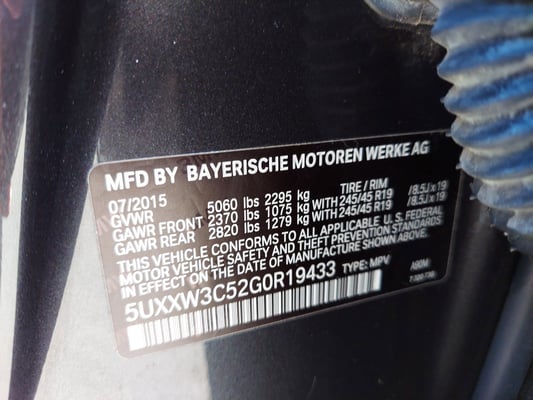 MFD BY BAYERISCHE MOTOREN WERKE AG
07/2015 5060 lbs 2295 kg TIRE / RIM
GVWR 2370 lbs 1075 kg WITH 245/45 R19 /8.5J x 19
GAWR FRONT 2820 lbs 1279 kg WITH 245/45 R19 /8.5J x 19
GAWR REAR
THIS VEHICLE CONFORMS TO ALL APPLICABLE U.S. FEDERAL
MOTOR VEHICLE SAFETY AND THEFT PREVENTION STANDARDS
IN EFFECT ON THE DATE OF MANUFACTURE SHOWN ABOVE.
5UXXW3C52G0R19433 TYPE: MPV A90M